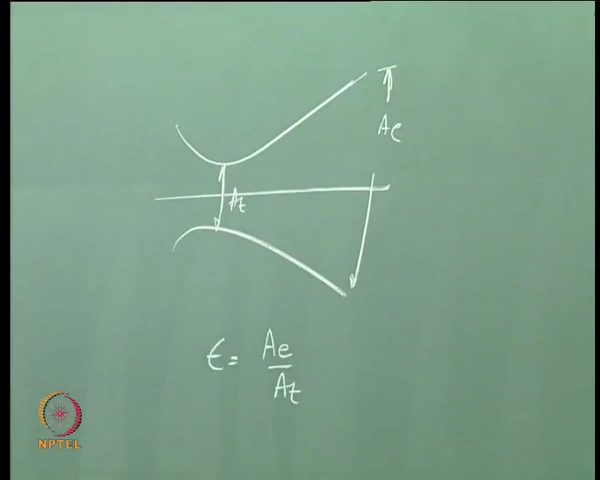 Ae
At
ϵ = Ae/At
NPTEL